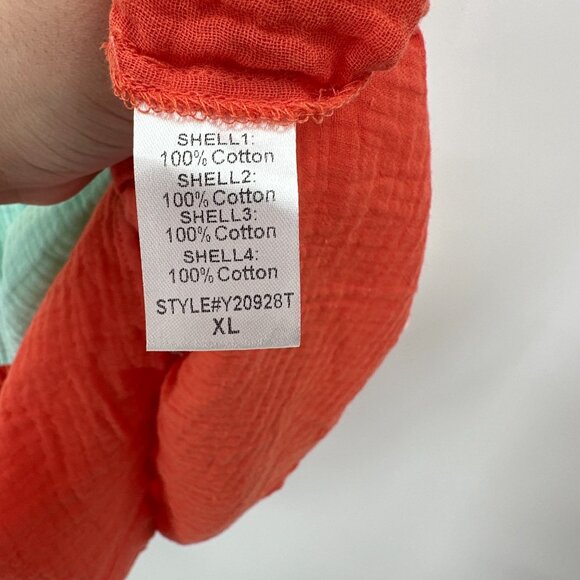 SHELL1:
100% Cotton
SHELL2:
100% Cotton
SHELL3:
100% Cotton
SHELL4:
100% Cotton
STYLE#Y20928T
XL